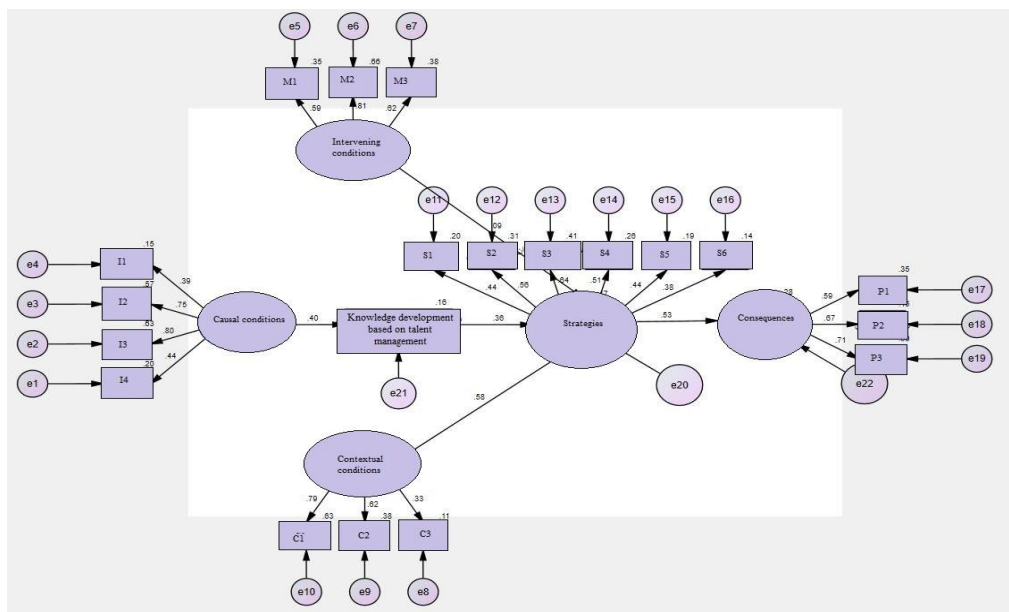 e5
e6
e7
.35
.66
.38
M1
M2
M3
.59
.81
.62
Intervening
conditions
e11
e12
e13
e14
e15
e16
.09
.20
.31
.41
.26
.19
.14
S1
S2
S3
S4
S5
S6
.44
.56
.64
.51
.44
.38
e4
e3
e2
e1
.15
I1
.57
I2
.63
I3
.20
I4
.39
.75
.80
.44
Causal conditions
.40
.16
Knowledge development
based on talent
management
.36
e21
Strategies
.53
e20
.28
Consequences
.59
.67
.71
.35
P1
P2
P3
e17
e18
e19
e22
.58
Contextual
conditions
.79
.62
.33
.63
.38
.11
C1
C2
C3
e10
e9
e8